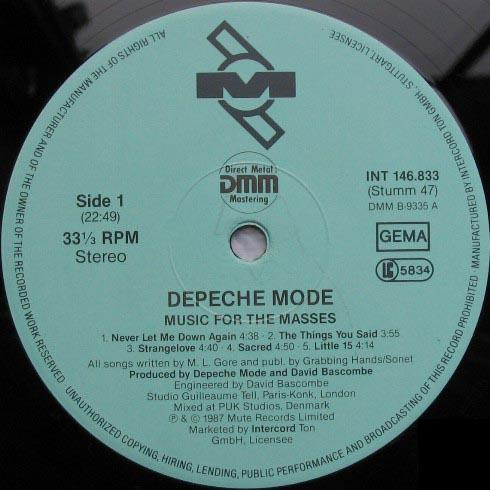 ALL RIGHTS OF THE MANUFACTURER AND OF THE OWNER OF THE RECORDED WORK RESERVED
UNAUTHORIZED COPYING, HIRING, LENDING, PUBLIC PERFORMANCE AND BROADCASTING OF THIS RECORD PROHIBITED
MANUFACTURED BY INTERCORD TON GMBH, STUTTGART, LICENSEE
M
Direct Metal
DMM
Mastering
Side 1
(22:49)
33⅓ RPM
Stereo
INT 146.833
(Stumm 47)
DMM B-9335 A
GEMA
LC 5834
DEPECHE MODE
MUSIC FOR THE MASSES
1. Never Let Me Down Again 4:38 · 2. The Things You Said 3:55
3. Strangelove 4:40 · 4. Sacred 4:50 · 5. Little 15 4:14
All songs written by M. L. Gore and publ. by Grabbing Hands/Sonet
Produced by Depeche Mode and David Bascombe
Engineered by David Bascombe
Studio Guilleaume Tell, Paris-Konk, London
Mixed at PUK Studios, Denmark
℗ & © 1987 Mute Records Limited
Marketed by Intercord Ton
GmbH, Licensee